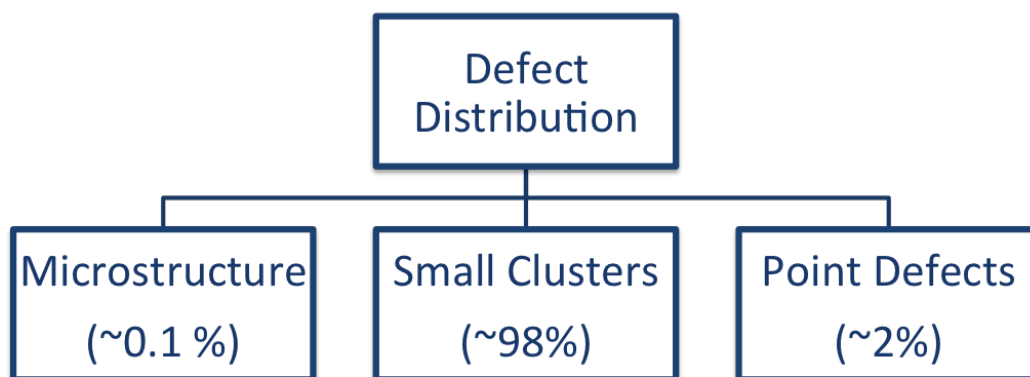 Defect
Distribution
Microstructure
(~0.1 %)
Small Clusters
(~98%)
Point Defects
(~2%)